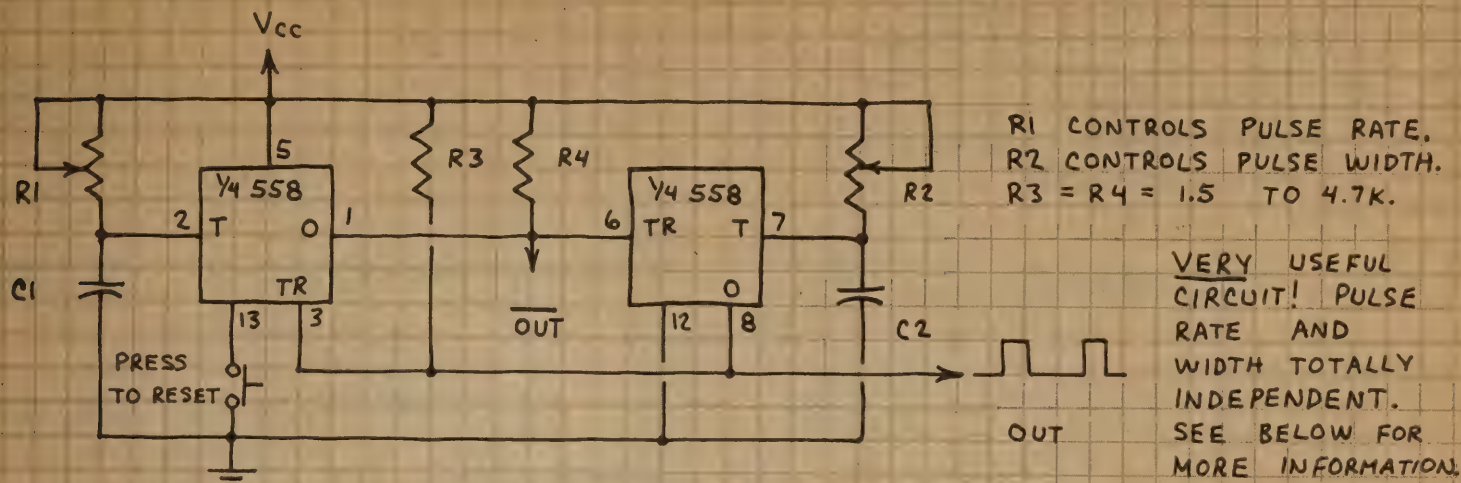 Vcc
R1
C1
5
1/4 558
2
T
O
1
TR
13
3
PRESS
TO RESET
R3
R4
OUT
1/4 558
6
TR
T
7
O
12
8
R2
C2
OUT
R1 CONTROLS PULSE RATE.
R2 CONTROLS PULSE WIDTH.
R3 = R4 = 1.5 TO 4.7K.
VERY USEFUL
CIRCUIT! PULSE
RATE AND
WIDTH TOTALLY
INDEPENDENT.
SEE BELOW FOR
MORE INFORMATION.